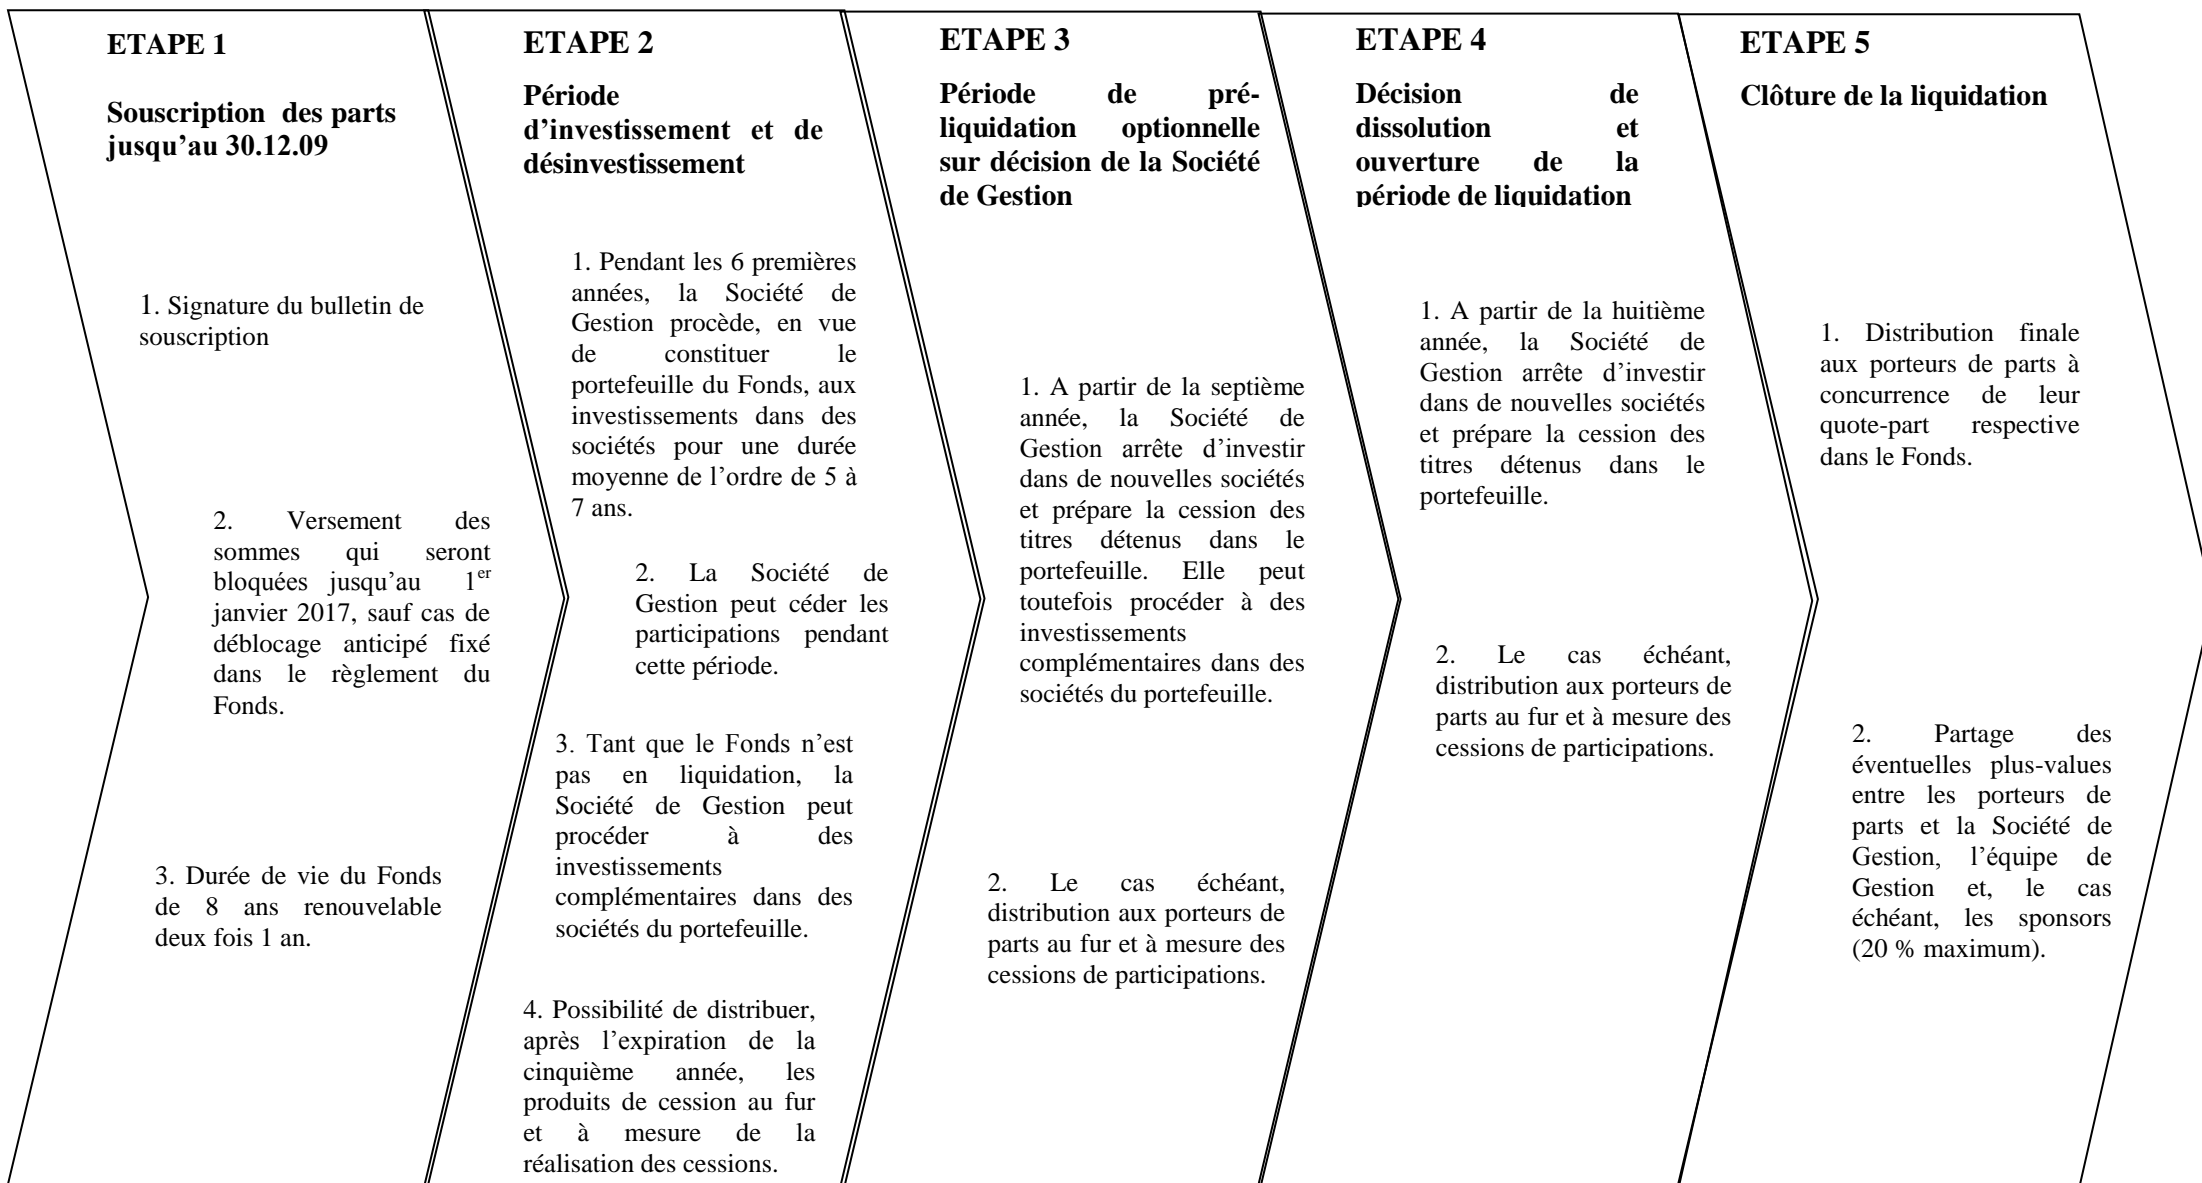 ETAPE 1
Souscription des parts
jusqu’au 30.12.09
1. Signature du bulletin de
souscription
2. Versement des
sommes qui seront
bloquées jusqu’au 1er
janvier 2017, sauf cas de
déblocage anticipé fixé
dans le règlement du
Fonds.
3. Durée de vie du Fonds
de 8 ans renouvelable
deux fois 1 an.
ETAPE 2
Période
d’investissement et de
désinvestissement
1. Pendant les 6 premières
années, la Société de
Gestion procède, en vue
de constituer le
portefeuille du Fonds, aux
investissements dans des
sociétés pour une durée
moyenne de l’ordre de 5 à
7 ans.
2. La Société de
Gestion peut céder les
participations pendant
cette période.
3. Tant que le Fonds n’est
pas en liquidation, la
Société de Gestion peut
procéder à des
investissements
complémentaires dans des
sociétés du portefeuille.
4. Possibilité de distribuer,
après l’expiration de la
cinquième année, les
produits de cession au fur
et à mesure de la
réalisation des cessions.
ETAPE 3
Période de pré-
liquidation optionnelle
sur décision de la Société
de Gestion
1. A partir de la septième
année, la Société de
Gestion arrête d’investir
dans de nouvelles sociétés
et prépare la cession des
titres détenus dans le
portefeuille. Elle peut
toutefois procéder à des
investissements
complémentaires dans des
sociétés du portefeuille.
2. Le cas échéant,
distribution aux porteurs de
parts au fur et à mesure des
cessions de participations.
ETAPE 4
Décision de
dissolution et
ouverture de la
période de liquidation
1. A partir de la huitième
année, la Société de
Gestion arrête d’investir
dans de nouvelles sociétés
et prépare la cession des
titres détenus dans le
portefeuille.
2. Le cas échéant,
distribution aux porteurs de
parts au fur et à mesure des
cessions de participations.
ETAPE 5
Clôture de la liquidation
1. Distribution finale
aux porteurs de parts à
concurrence de leur
quote-part respective
dans le Fonds.
2. Partage des
éventuelles plus-values
entre les porteurs de
parts et la Société de
Gestion, l’équipe de
Gestion et, le cas
échéant, les sponsors
(20 % maximum).